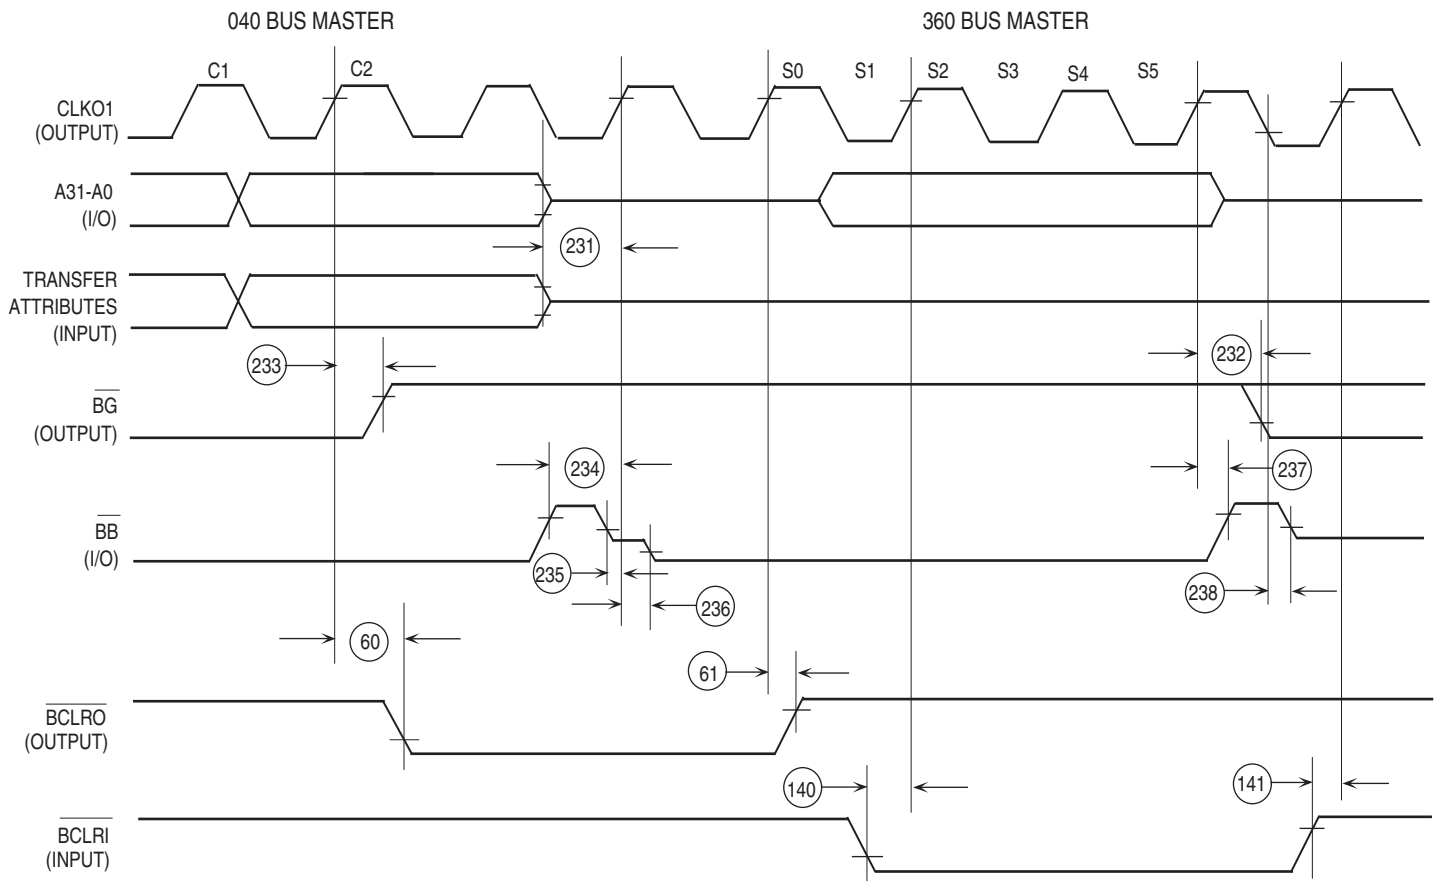 040 BUS MASTER
360 BUS MASTER
C1
C2
S0
S1
S2
S3
S4
S5
CLKO1
(OUTPUT)
A31-A0
(I/O)
231
TRANSFER
ATTRIBUTES
(INPUT)
233
232
BG
(OUTPUT)
234
237
BB
(I/O)
235
236
238
60
61
BCLRO
(OUTPUT)
140
141
BCLRI
(INPUT)